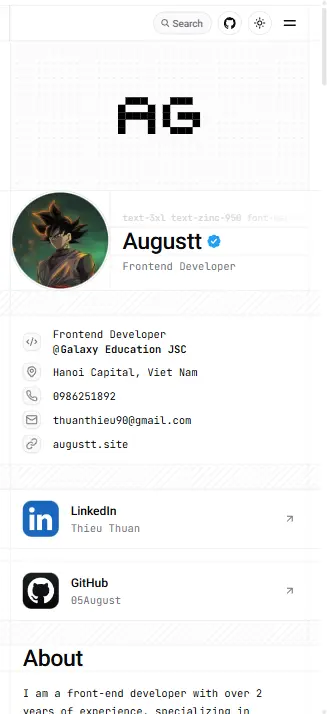 Search
AG
text-3xl text-zinc-950 font-
Augustt
Frontend Developer
Frontend Developer
@Galaxy Education JSC
Hanoi Capital, Viet Nam
0986251892
thuanthieu90@gmail.com
augustt.site
in
LinkedIn
Thieu Thuan
GitHub
05August
About
I am a front-end developer with over 2
years of experience, specializing in